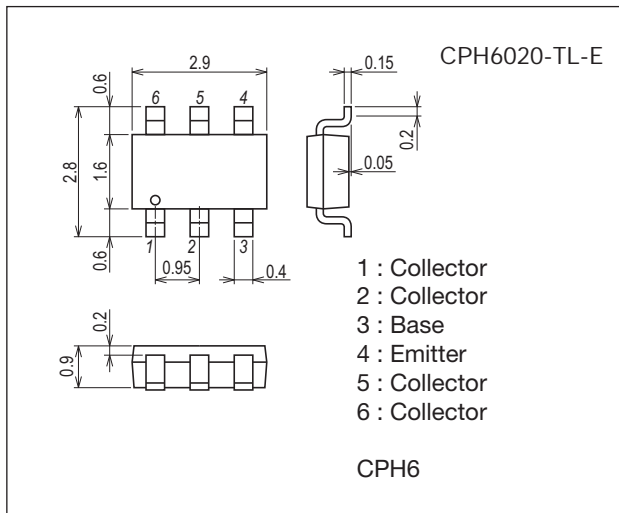 CPH6020-TL-E
2.9
0.15
0.6
6 5 4
0.2
2.8
1.6
0.05
0.6
1 2 3
0.95
0.4
0.2
0.9
1 : Collector
2 : Collector
3 : Base
4 : Emitter
5 : Collector
6 : Collector
CPH6